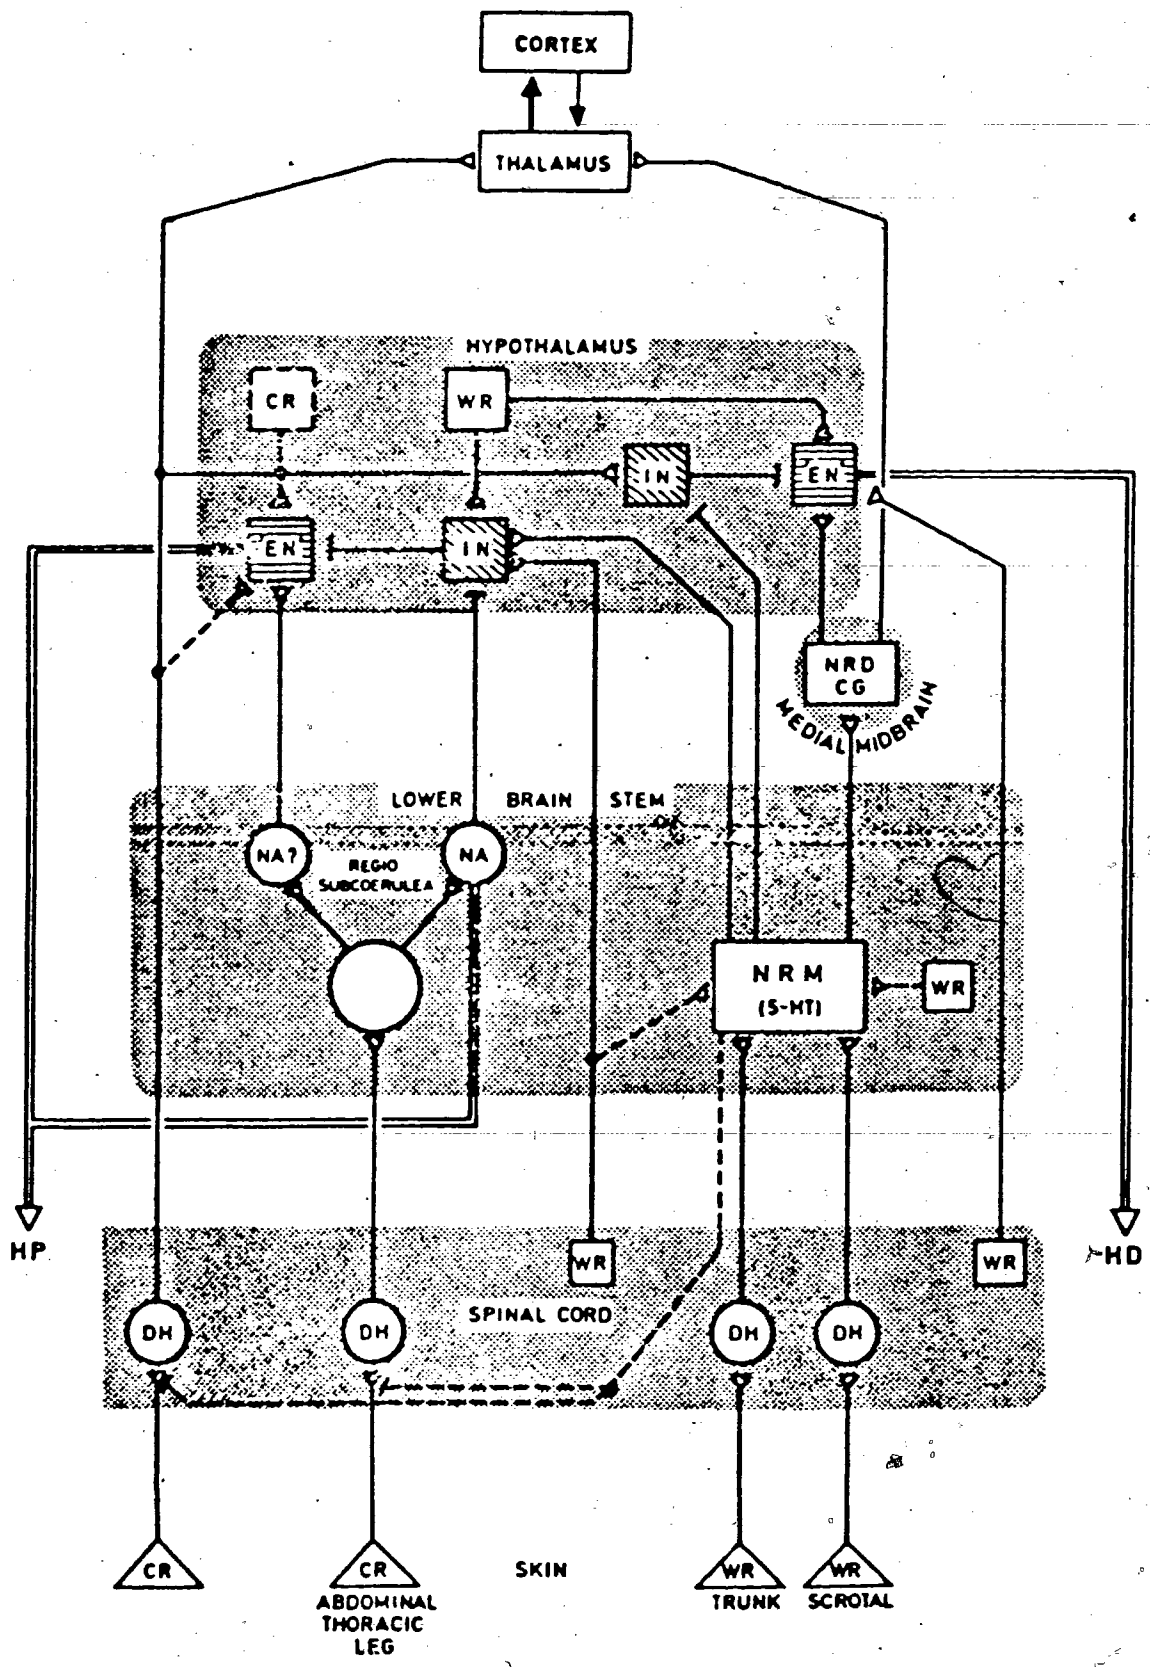 CORTEX
THALAMUS
HYPOTHALAMUS
CR
WR
IN
EN
EN
IN
NRD
CG
MEDIAL MIDBRAIN
LOWER BRAIN STEM
NA?
REGIO
SUBCOERULEA
NA
NRM
(5-HT)
WR
HP
HD
WR
WR
SPINAL CORD
DH
DH
DH
DH
CR
CR
SKIN
WR
WR
ABDOMINAL
THORACIC
LEG
TRUNK
SCROTAL